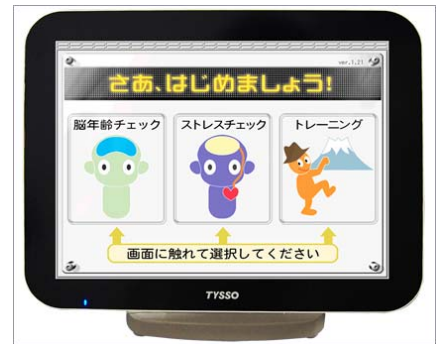 ver.1.21
さあ、はじめましょう!
脳年齢チェック
ストレスチェック
トレーニング
画面に触れて選択してください
TYSSO